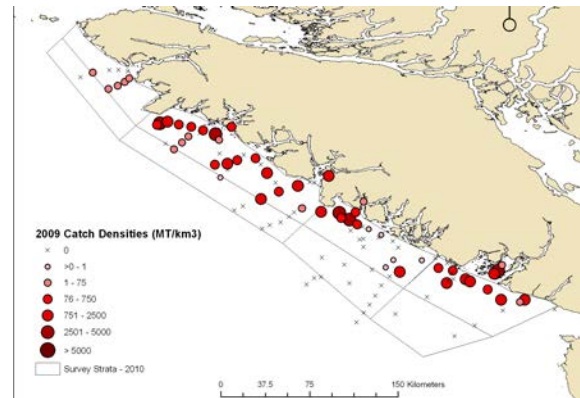 2009 Catch Densities (MT/km3)
0
>0 - 1
1 - 75
76 - 750
751 - 2500
2501 - 5000
> 5000
Survey Strata - 2010
0 37.5 75 150 Kilometers